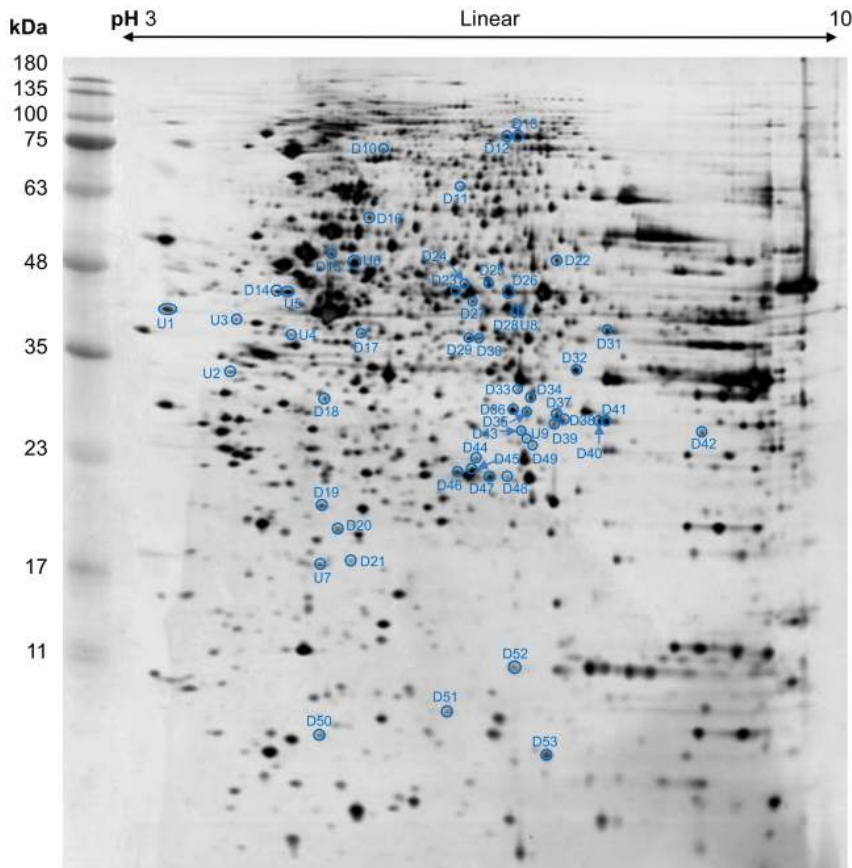 pH 3 Linear 10
kDa
180
135
100
75
63
48
35
23
17
11
D13
D10 D12
D11
D16
D24
D15 U6 D22
D23 D25 D26
D14 U5
D27
U1 U3 D28 U8
U4 D17 D31
D29 D30
U2 D32
D33 D34
D18
D36 D37
D35 D38 D41
D43 U9 D39 D42
D40
D44 D45 D49
D46 D47 D48
D19
D20
D21
U7
D52
D51
D50
D53